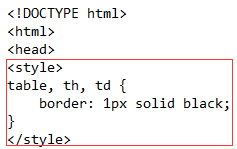 <!DOCTYPE html>
<html>
<head>
<style>
table, th, td {
    border: 1px solid black;
}
</style>